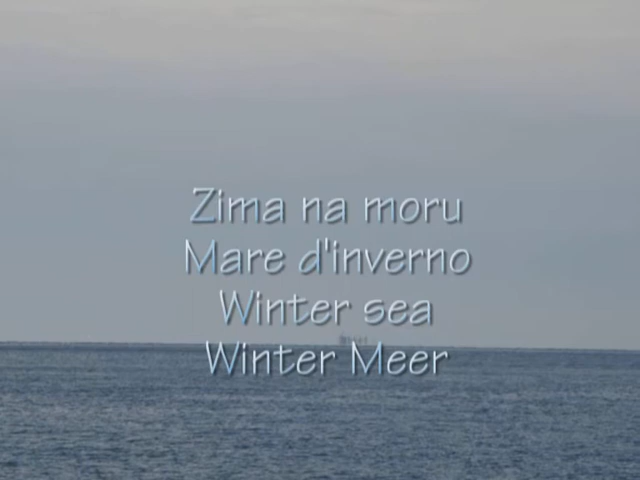 Zima na moru
Mare d'inverno
Winter sea
Winter Meer